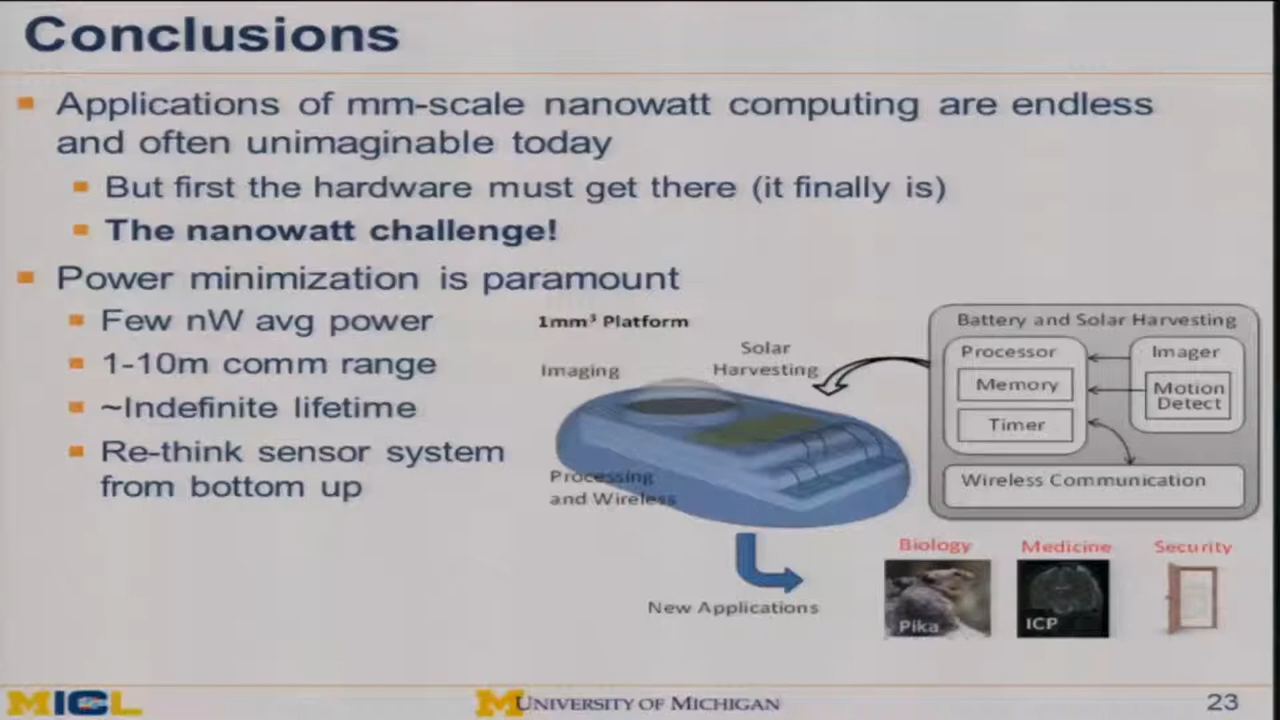 Conclusions
Applications of mm-scale nanowatt computing are endless
and often unimaginable today
But first the hardware must get there (it finally is)
The nanowatt challenge!
Power minimization is paramount
Few nW avg power
1-10m comm range
~Indefinite lifetime
Re-think sensor system
from bottom up
1mm³ Platform
Imaging
Solar
Harvesting
Processing
and Wireless
New Applications
Battery and Solar Harvesting
Processor
Memory
Timer
Imager
Motion
Detect
Wireless Communication
Biology
Medicine
Security
Pika
ICP
MICL
M UNIVERSITY OF MICHIGAN
23